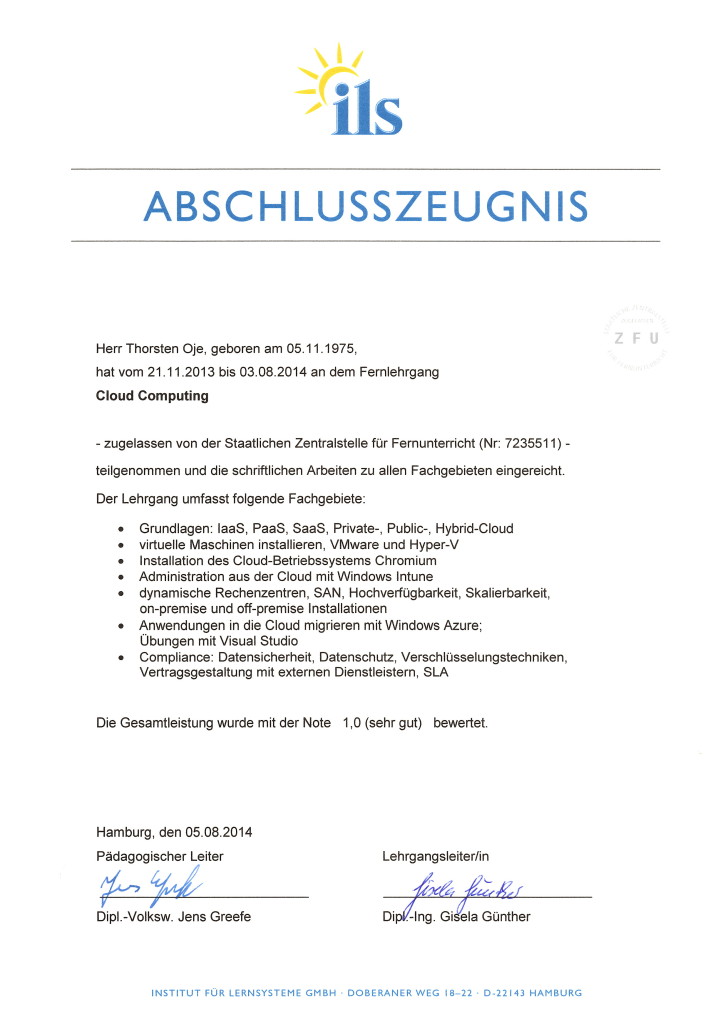 ils
ABSCHLUSSZEUGNIS
ZFU
Herr Thorsten Oje, geboren am 05.11.1975,
hat vom 21.11.2013 bis 03.08.2014 an dem Fernlehrgang
Cloud Computing
- zugelassen von der Staatlichen Zentralstelle für Fernunterricht (Nr: 7235511) -
teilgenommen und die schriftlichen Arbeiten zu allen Fachgebieten eingereicht.
Der Lehrgang umfasst folgende Fachgebiete:
• Grundlagen: IaaS, PaaS, SaaS, Private-, Public-, Hybrid-Cloud
• virtuelle Maschinen installieren, VMware und Hyper-V
• Installation des Cloud-Betriebssystems Chromium
• Administration aus der Cloud mit Windows Intune
• dynamische Rechenzentren, SAN, Hochverfügbarkeit, Skalierbarkeit,
on-premise und off-premise Installationen
• Anwendungen in die Cloud migrieren mit Windows Azure;
Übungen mit Visual Studio
• Compliance: Datensicherheit, Datenschutz, Verschlüsselungstechniken,
Vertragsgestaltung mit externen Dienstleistern, SLA
Die Gesamtleistung wurde mit der Note 1,0 (sehr gut) bewertet.
Hamburg, den 05.08.2014
Pädagogischer Leiter Lehrgangsleiter/in
Gisela Günther
Dipl.-Volksw. Jens Greefe Dipl.-Ing. Gisela Günther
INSTITUT FÜR LERNSYSTEME GMBH · DOBERANER WEG 18–22 · D-22143 HAMBURG